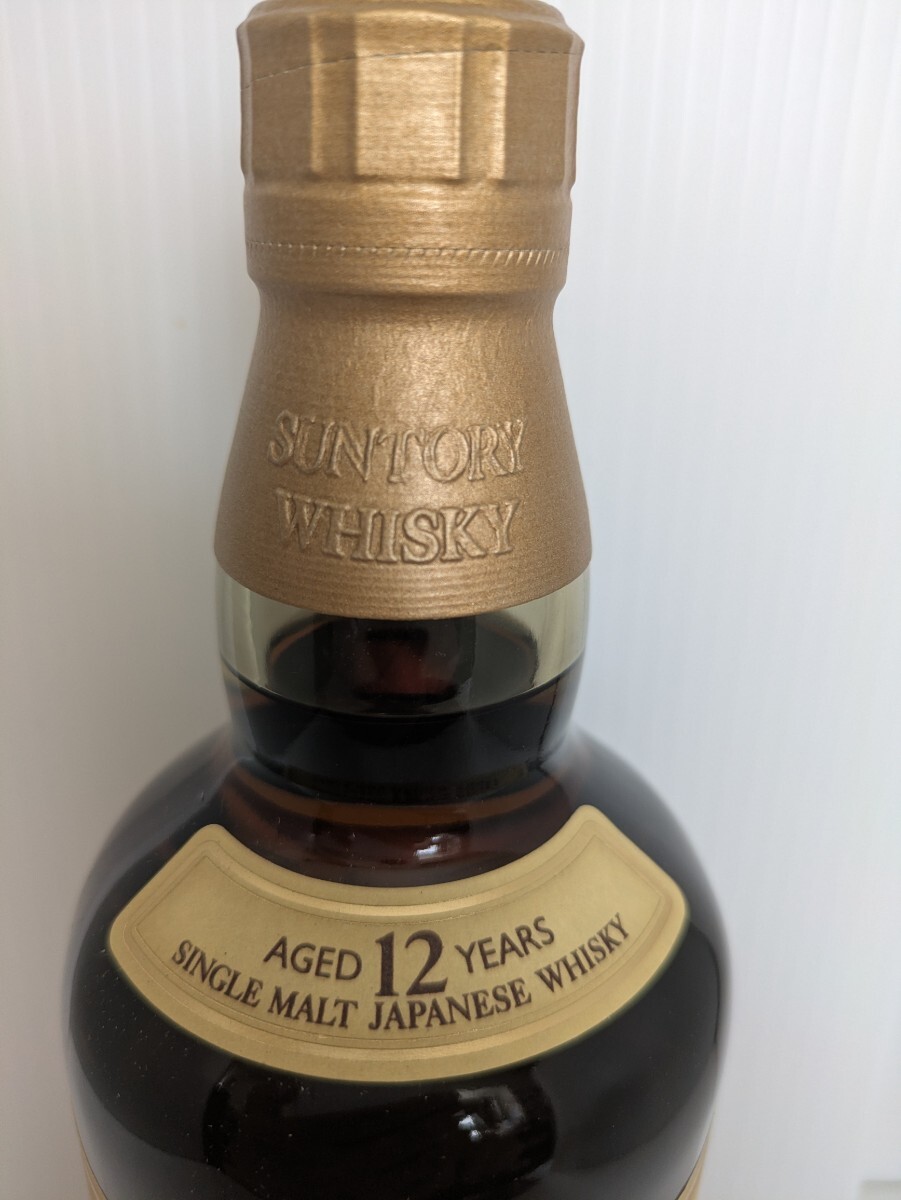 SUNTORY
WHISKY
AGED 12 YEARS
SINGLE MALT JAPANESE WHISKY